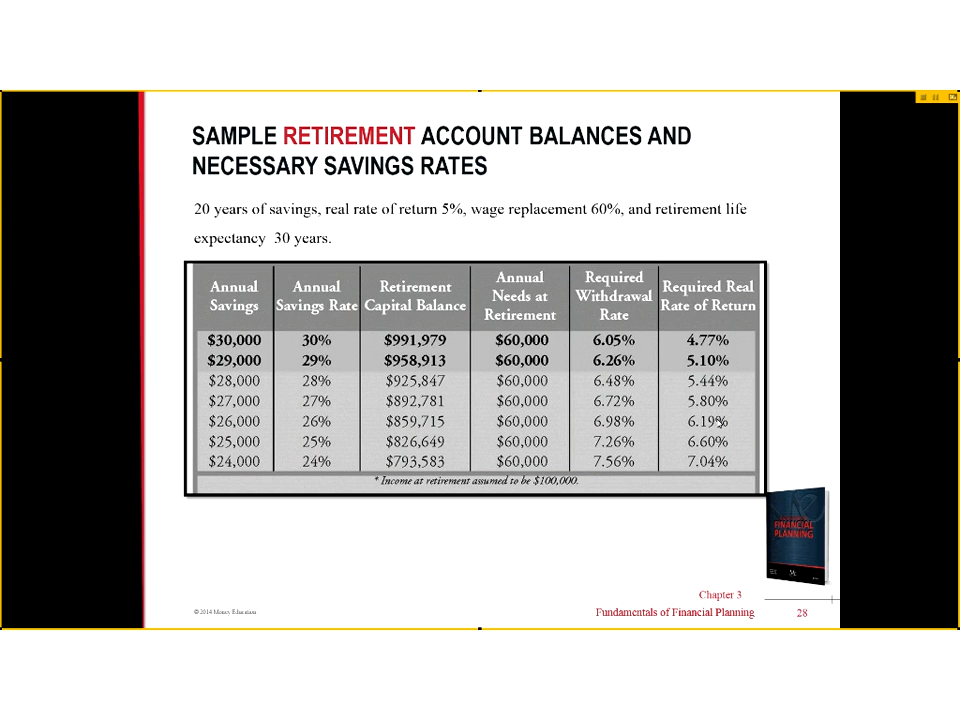 SAMPLE RETIREMENT ACCOUNT BALANCES AND
NECESSARY SAVINGS RATES
20 years of savings, real rate of return 5%, wage replacement 60%, and retirement life
expectancy 30 years.
Annual Savings Annual Savings Rate Retirement Capital Balance Annual Needs at Retirement Required Withdrawal Rate Required Real Rate of Return
$30,000 30% $991,979 $60,000 6.05% 4.77%
$29,000 29% $958,913 $60,000 6.26% 5.10%
$28,000 28% $925,847 $60,000 6.48% 5.44%
$27,000 27% $892,781 $60,000 6.72% 5.80%
$26,000 26% $859,715 $60,000 6.98% 6.19%
$25,000 25% $826,649 $60,000 7.26% 6.60%
$24,000 24% $793,583 $60,000 7.56% 7.04%
* Income at retirement assumed to be $100,000.
FINANCIAL
PLANNING
Chapter 3
© 2014 Money Education
Fundamentals of Financial Planning
28